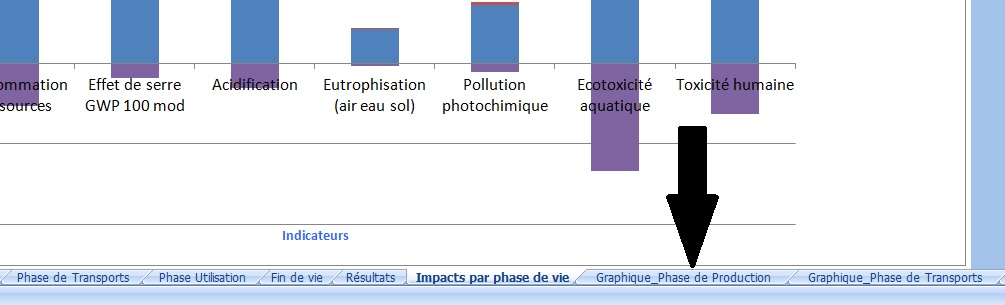 ommation
sources
Effet de serre
GWP 100 mod
Acidification
Eutrophisation
(air eau sol)
Pollution
photochimique
Ecotoxicité
aquatique
Toxicité humaine
Indicateurs
Phase de Transports
Phase Utilisation
Fin de vie
Résultats
Impacts par phase de vie
Graphique_Phase de Production
Graphique_Phase de Transports